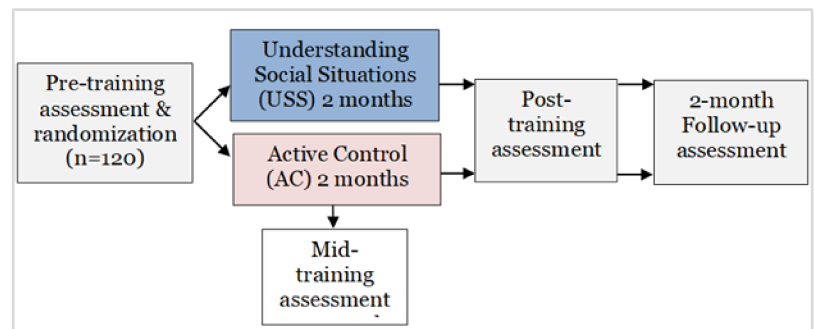 Pre-training
assessment &
randomization
(n=120)
Understanding
Social Situations
(USS) 2 months
Active Control
(AC) 2 months
Mid-
training
assessment
Post-
training
assessment
2-month
Follow-up
assessment